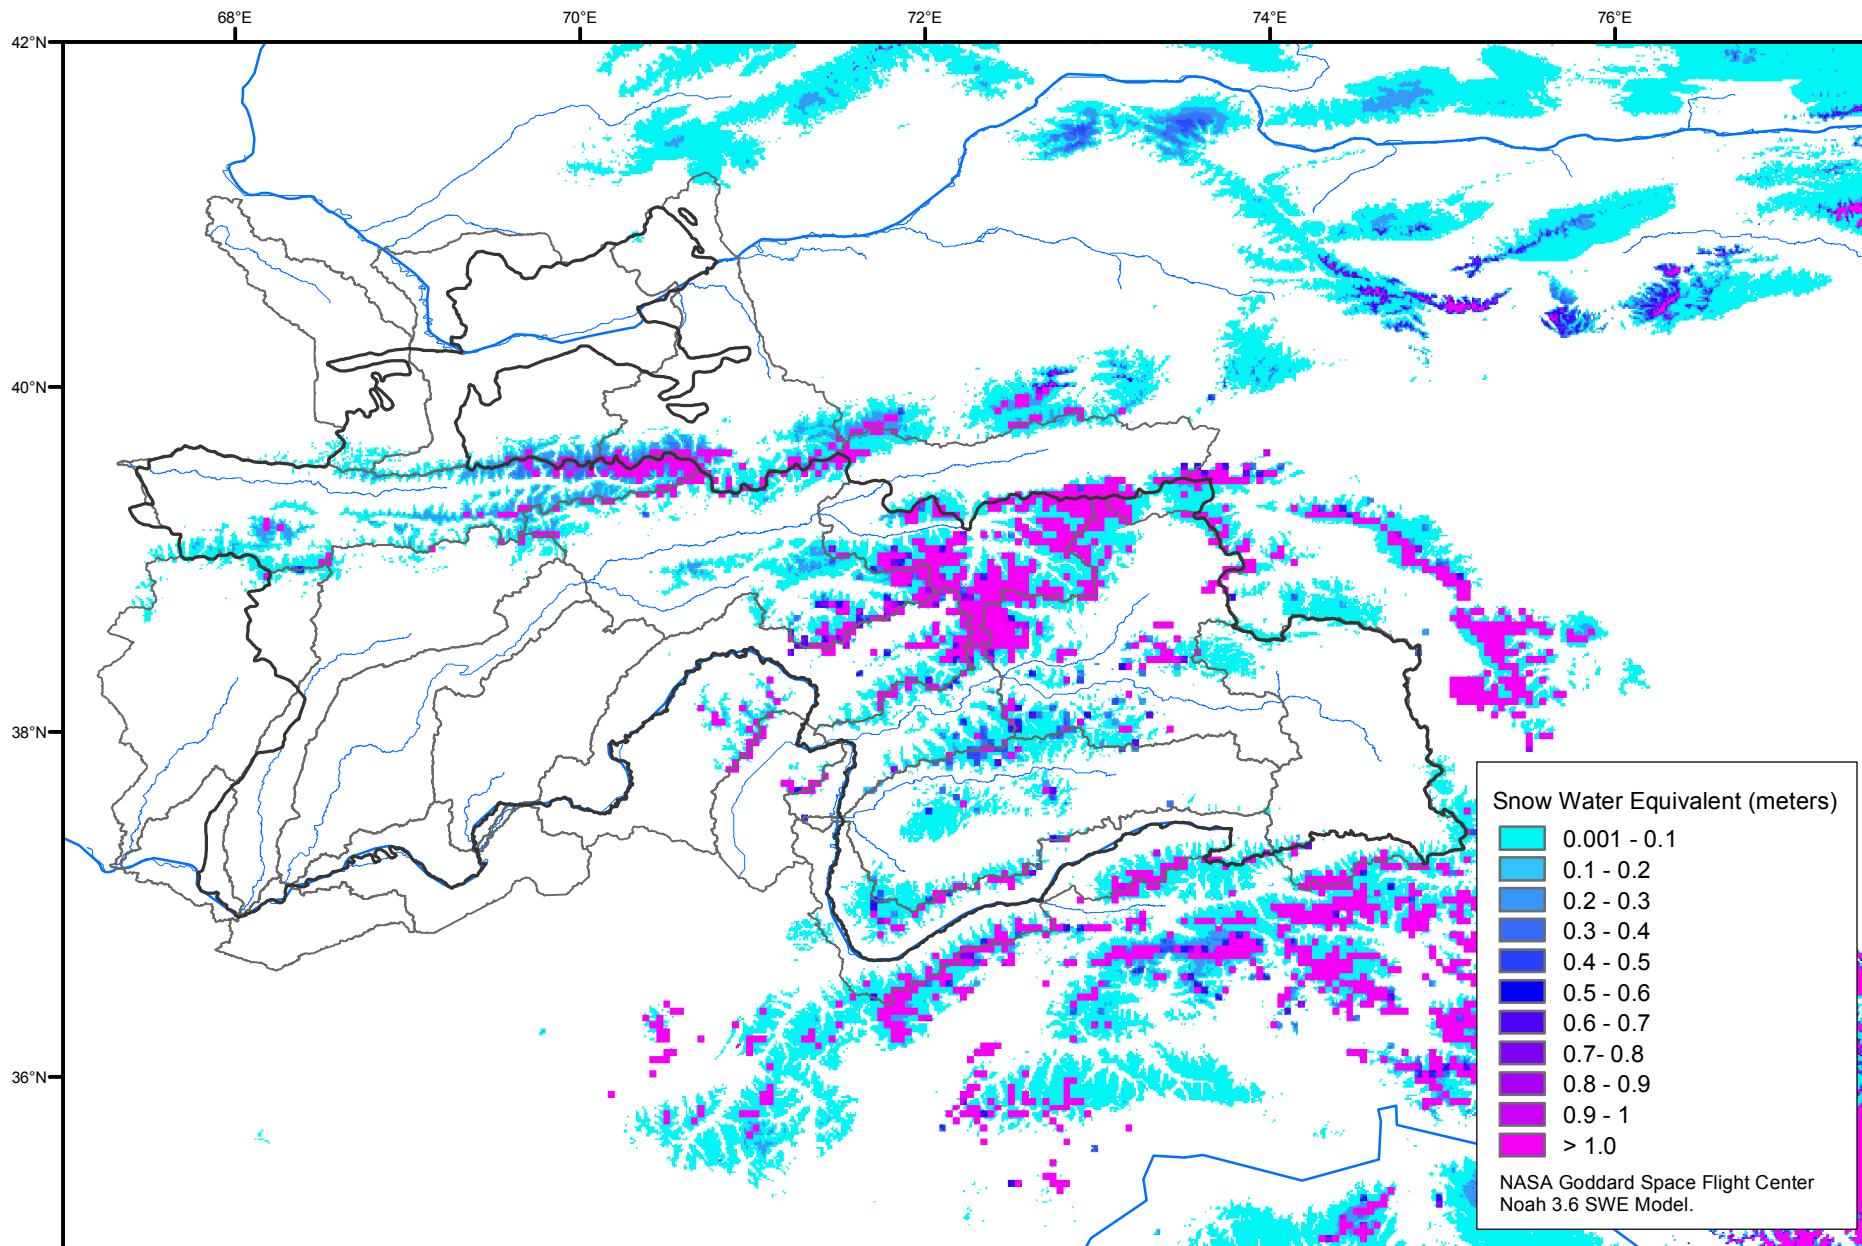 68°E 70°E 72°E 74°E 76°E
42°N
40°N
38°N
36°N
Snow Water Equivalent (meters)
0.001 - 0.1
0.1 - 0.2
0.2 - 0.3
0.3 - 0.4
0.4 - 0.5
0.5 - 0.6
0.6 - 0.7
0.7- 0.8
0.8 - 0.9
0.9 - 1
> 1.0
NASA Goddard Space Flight Center
Noah 3.6 SWE Model.